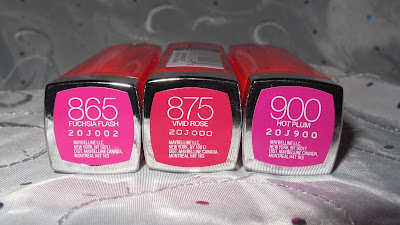 865
FUCHSIA FLASH
20J002
MAYBELLINE LLC,
NEW YORK, NY 10017
DIST. MAYBELLINE CANADA,
MONTREAL H4T 1K5
875
VIVID ROSE
20J000
MAYBELLINE LLC,
NEW YORK, NY 10017
DIST. MAYBELLINE CANADA,
MONTREAL H4T 1K5
900
HOT PLUM
20J900
MAYBELLINE LLC,
NEW YORK, NY 10017
DIST. MAYBELLINE CANADA,
MONTREAL H4T 1K5